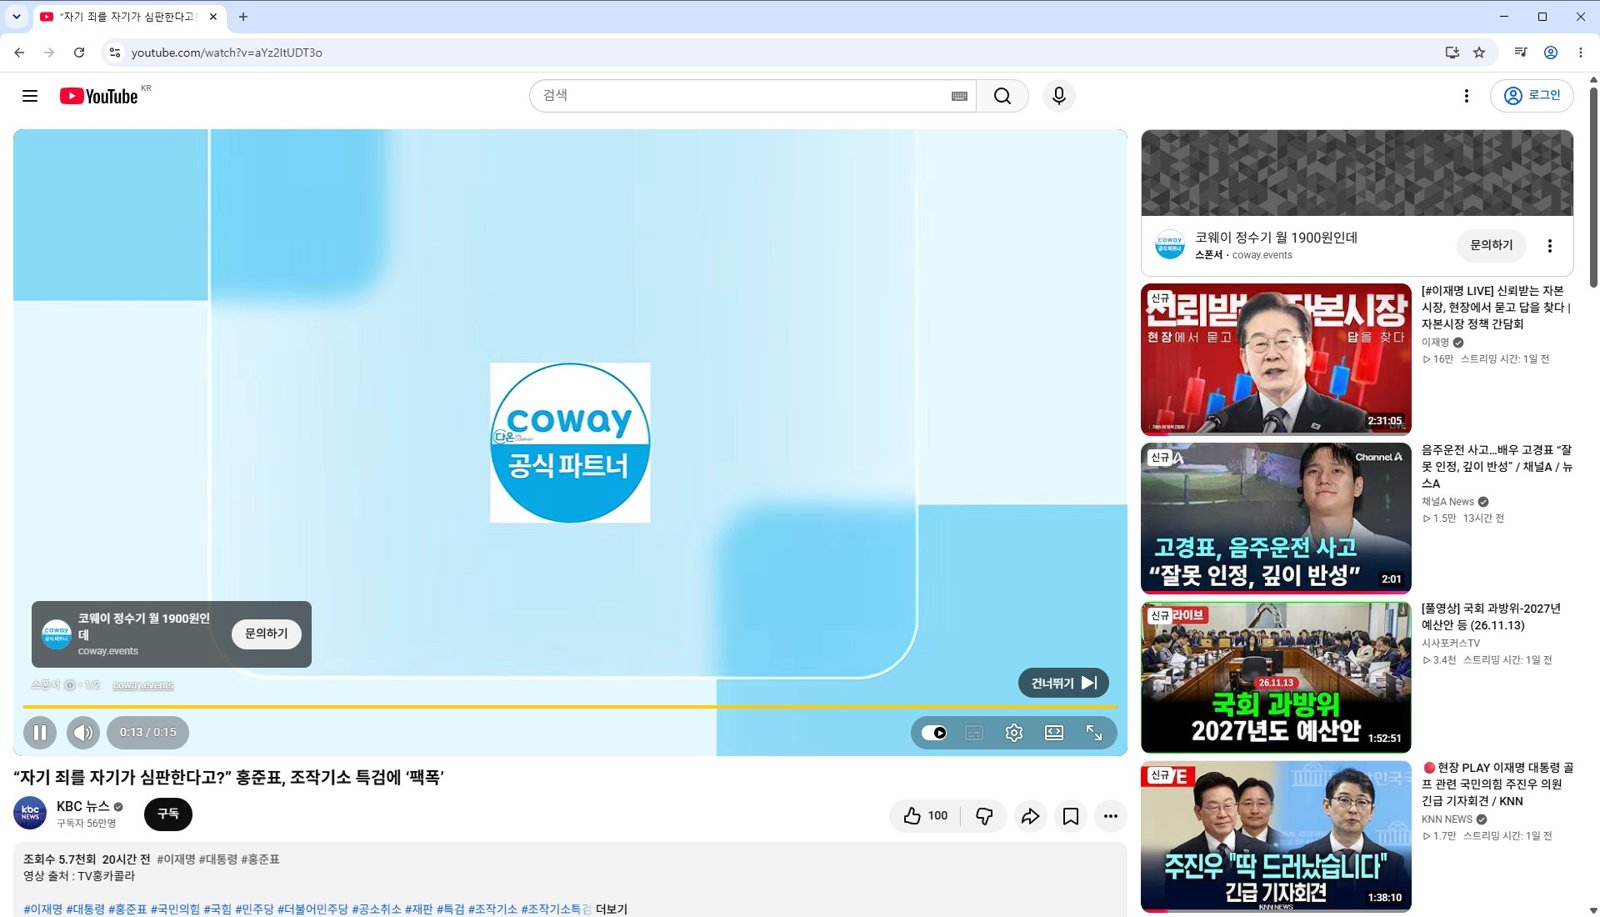 "자기 죄를 자기가 심판한다고?
youtube.com/watch?v=aYz2ItUDT3o
YouTube KR
검색
로그인
coway
다온
공식 파트너
코웨이 정수기 월 1900원인
데
coway.events
문의하기
스폰서 · 1/2 coway.events
건너뛰기
0:13 / 0:15
“자기 죄를 자기가 심판한다고?” 홍준표, 조작기소 특검에 ‘팩폭’
kbc NEWS
KBC 뉴스
구독자 56만명
구독
100
조회수 5.7천회 20시간 전 #이재명 #대통령 #홍준표
영상 출처 : TV홍카콜라
#이재명 #대통령 #홍준표 #국민의힘 #국힘 #민주당 #더불어민주당 #공소취소 #재판 #특검 #조작기소 #조작기소특검 더보기
coway
공식 파트너
코웨이 정수기 월 1900원인데
스폰서 · coway.events
문의하기
신규
신뢰받는 자본시장
현장에서 묻고 답을 찾다
2:31:05
[#이재명 LIVE] 신뢰받는 자본
시장, 현장에서 묻고 답을 찾다 |
자본시장 정책 간담회
이재명
16만 스트리밍 시간: 1일 전
신규
Channel A
고경표, 음주운전 사고
“잘못 인정, 깊이 반성”
2:01
음주운전 사고…배우 고경표 “잘
못 인정, 깊이 반성” / 채널A / 뉴
스A
채널A News
1.5만 13시간 전
신규
라이브
26.11.13
국회 과방위
2027년도 예산안
1:52:51
[풀영상] 국회 과방위-2027년
예산안 등 (26.11.13)
시사포커스TV
3.4천 스트리밍 시간: 1일 전
신규
LIVE
주진우 "딱 드러났습니다"
긴급 기자회견
KNN NEWS
1:38:10
현장 PLAY 이재명 대통령 골
프 관련 국민의힘 주진우 의원
긴급 기자회견 / KNN
KNN NEWS
1.7만 스트리밍 시간: 1일 전